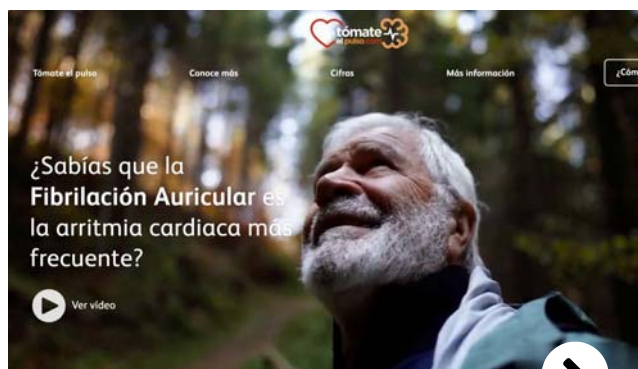 tómate
el pulso.com
Tómate el pulso
Conoce más
Cifras
Más información
¿Cóm
¿Sabías que la
Fibrilación Auricular es
la arritmia cardiaca más
frecuente?
Ver vídeo